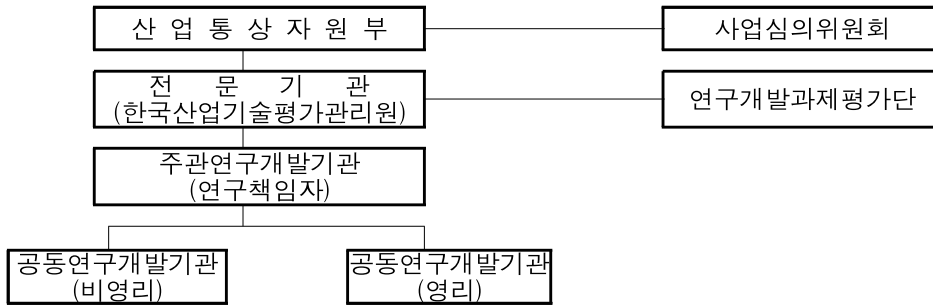 산 업 통 상 자 원 부
사업심의위원회
전 문 기 관
(한국산업기술평가관리원)
연구개발과제평가단
주관연구개발기관
(연구책임자)
공동연구개발기관
(비영리)
공동연구개발기관
(영리)